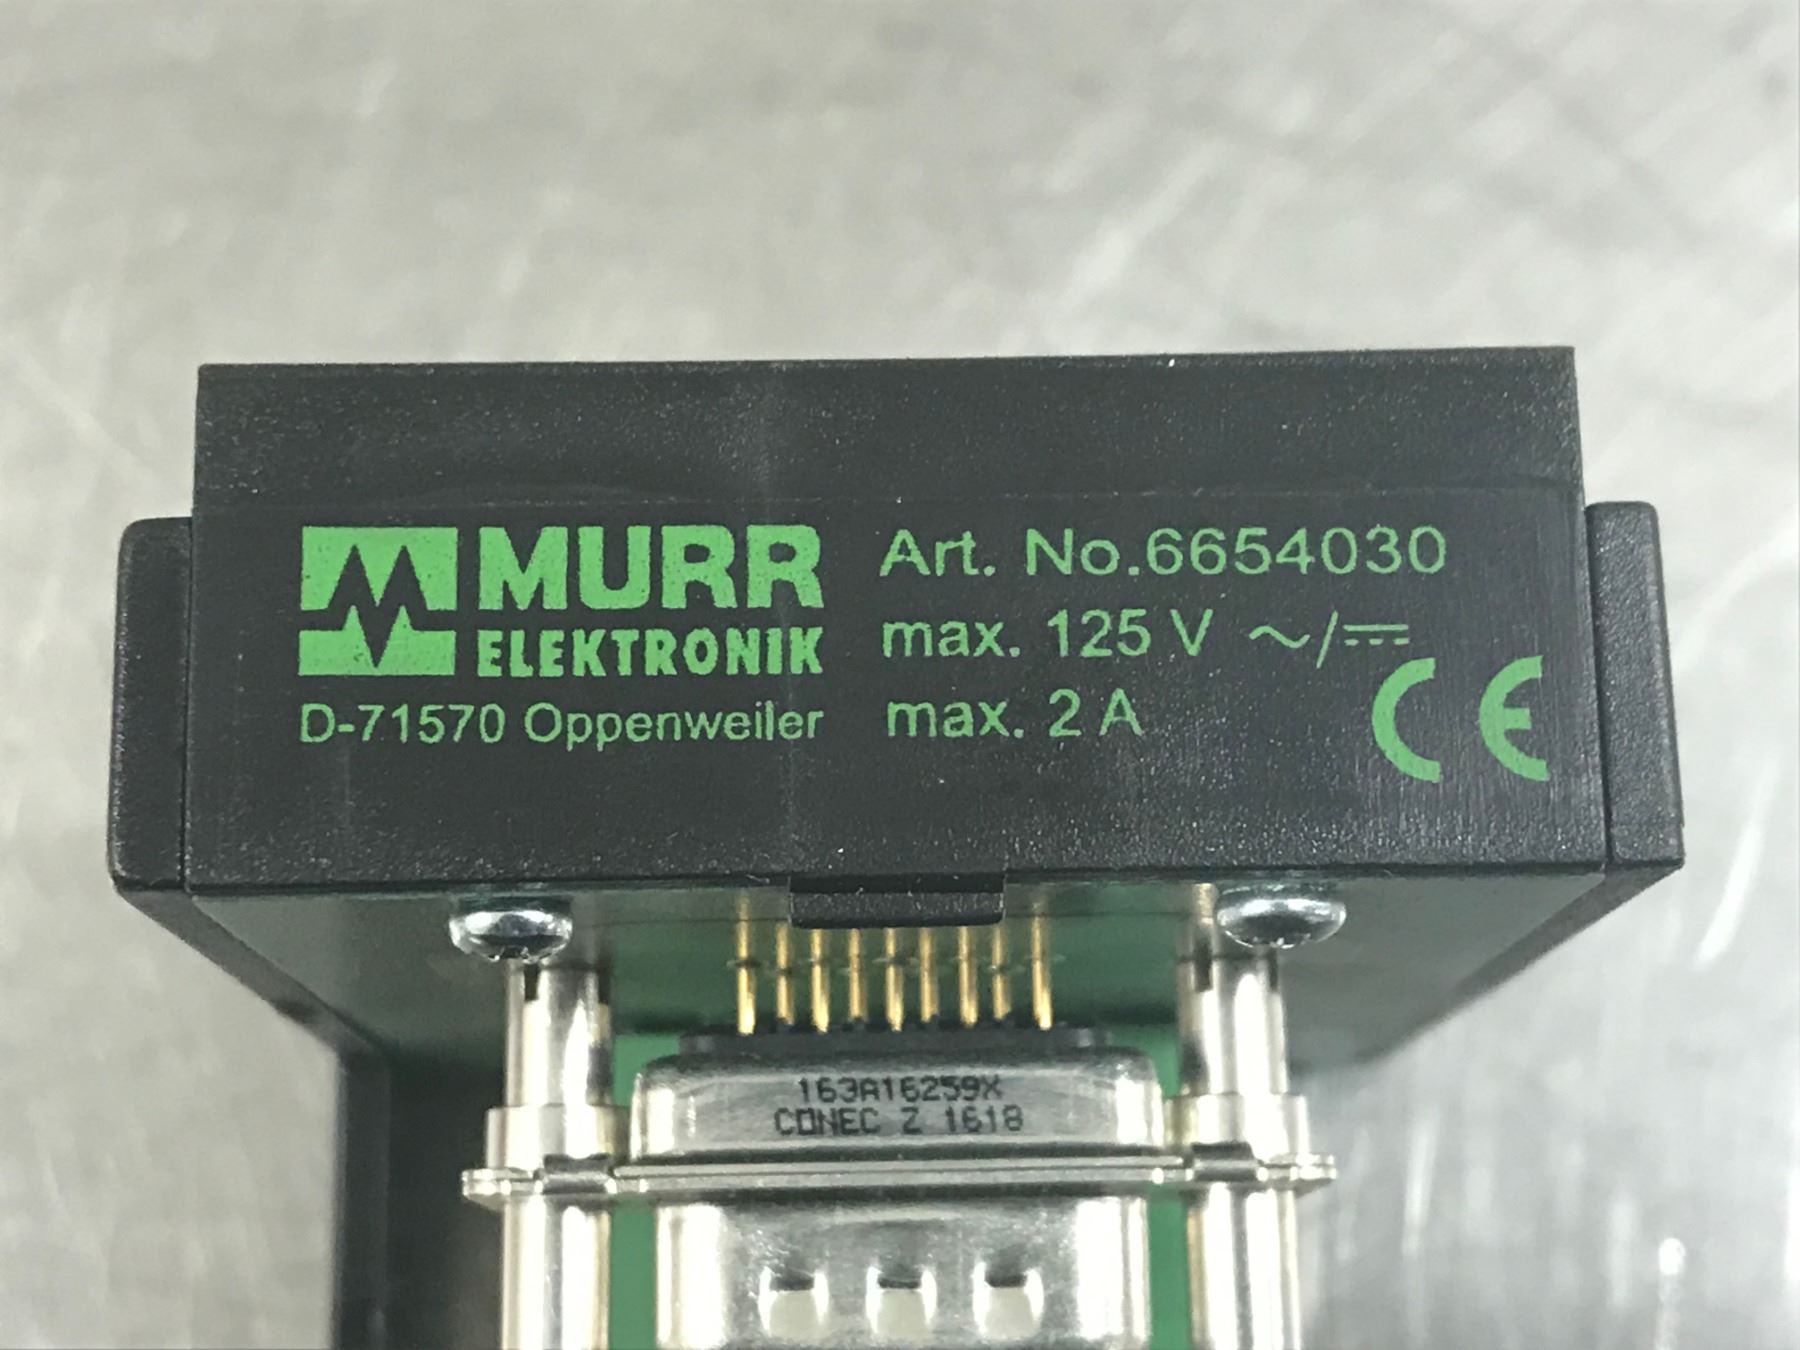 MURR
ELEKTRONIK
D-71570 Oppenweiler
Art. No.6654030
max. 125 V ~/⎓
max. 2 A
CE
163A16259X
CONEC Z 1618